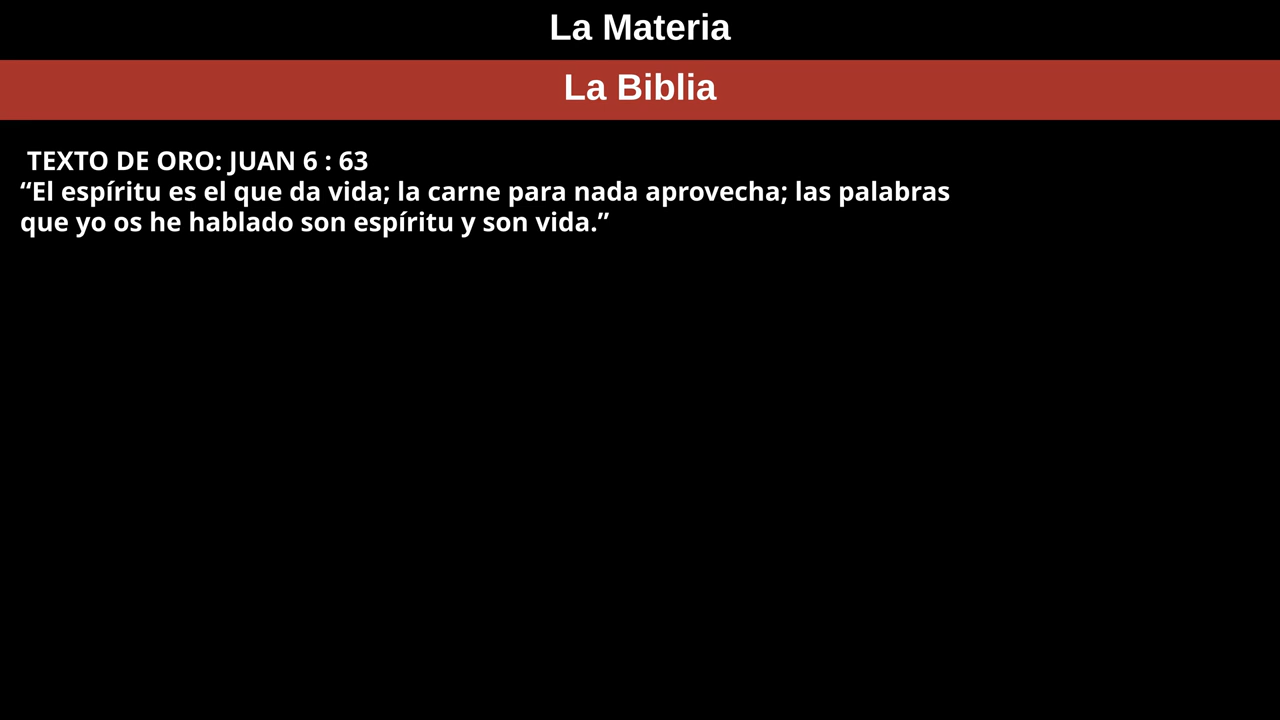 La Materia
La Biblia
TEXTO DE ORO: JUAN 6 : 63
“El espíritu es el que da vida; la carne para nada aprovecha; las palabras
que yo os he hablado son espíritu y son vida.”